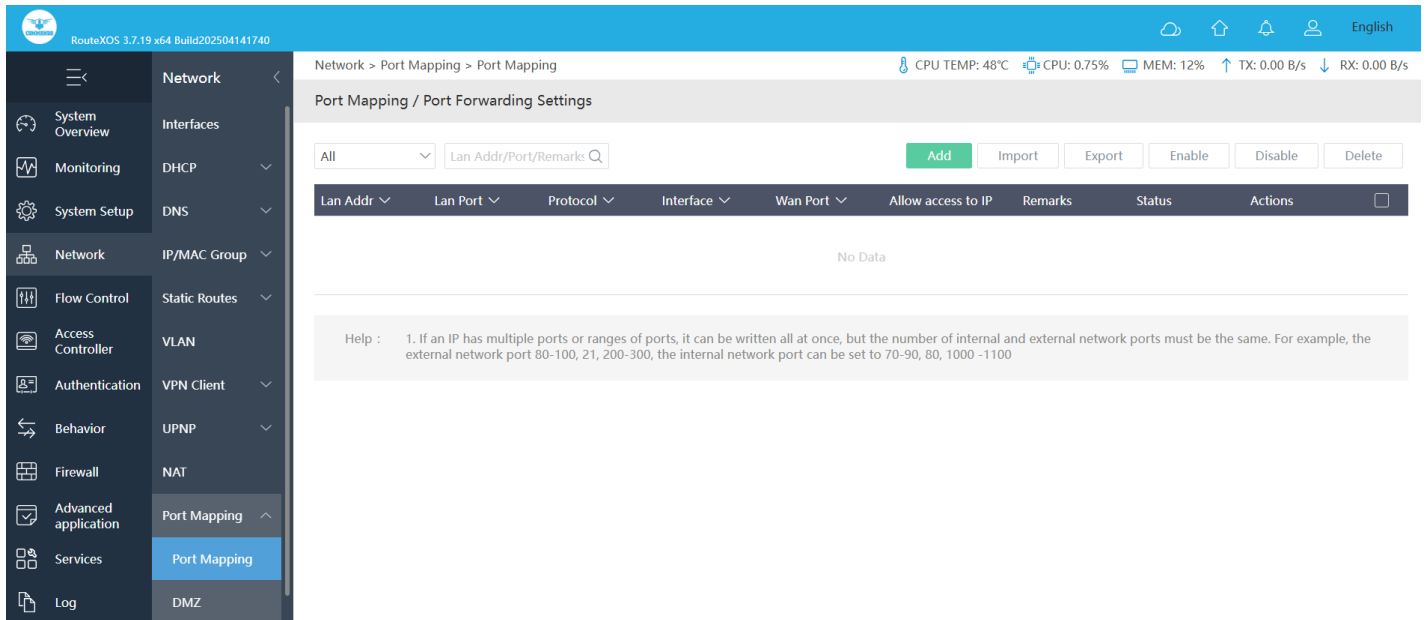 RouteXOS 3.7.19 x64 Build202504141740
English
Network
Network > Port Mapping > Port Mapping
CPU TEMP: 48℃ CPU: 0.75% MEM: 12% TX: 0.00 B/s RX: 0.00 B/s
Port Mapping / Port Forwarding Settings
System
Overview
Monitoring
System Setup
Network
Flow Control
Access
Controller
Authentication
Behavior
Firewall
Advanced
application
Services
Log
Interfaces
DHCP
DNS
IP/MAC Group
Static Routes
VLAN
VPN Client
UPNP
NAT
Port Mapping
Port Mapping
DMZ
All
Lan Addr/Port/Remarks
Add Import Export Enable Disable Delete
Lan Addr Lan Port Protocol Interface Wan Port Allow access to IP Remarks Status Actions
No Data
Help : 1. If an IP has multiple ports or ranges of ports, it can be written all at once, but the number of internal and external network ports must be the same. For example, the
external network port 80-100, 21, 200-300, the internal network port can be set to 70-90, 80, 1000 -1100